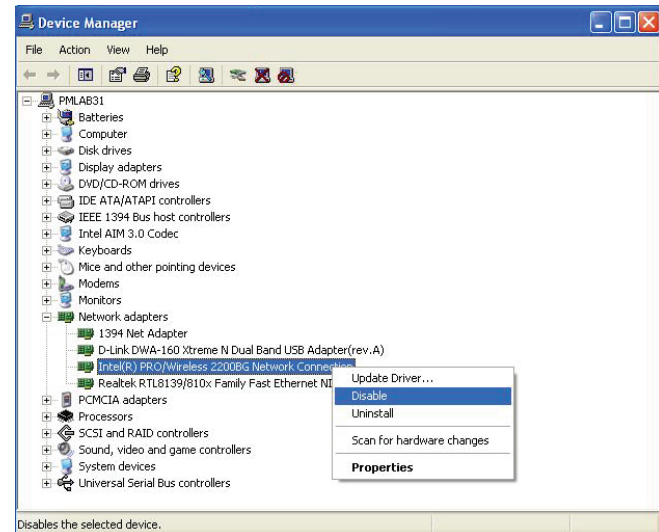 Device Manager
File Action View Help
PMLAB31
Batteries
Computer
Disk drives
Display adapters
DVD/CD-ROM drives
IDE ATA/ATAPI controllers
IEEE 1394 Bus host controllers
Intel AIM 3.0 Codec
Keyboards
Mice and other pointing devices
Modems
Monitors
Network adapters
1394 Net Adapter
D-Link DWA-160 Xtreme N Dual Band USB Adapter(rev.A)
Intel(R) PRO/Wireless 2200BG Network Connection
Realtek RTL8139/810x Family Fast Ethernet NI
PCMCIA adapters
Processors
SCSI and RAID controllers
Sound, video and game controllers
System devices
Universal Serial Bus controllers
Update Driver...
Disable
Uninstall
Scan for hardware changes
Properties
Disables the selected device.